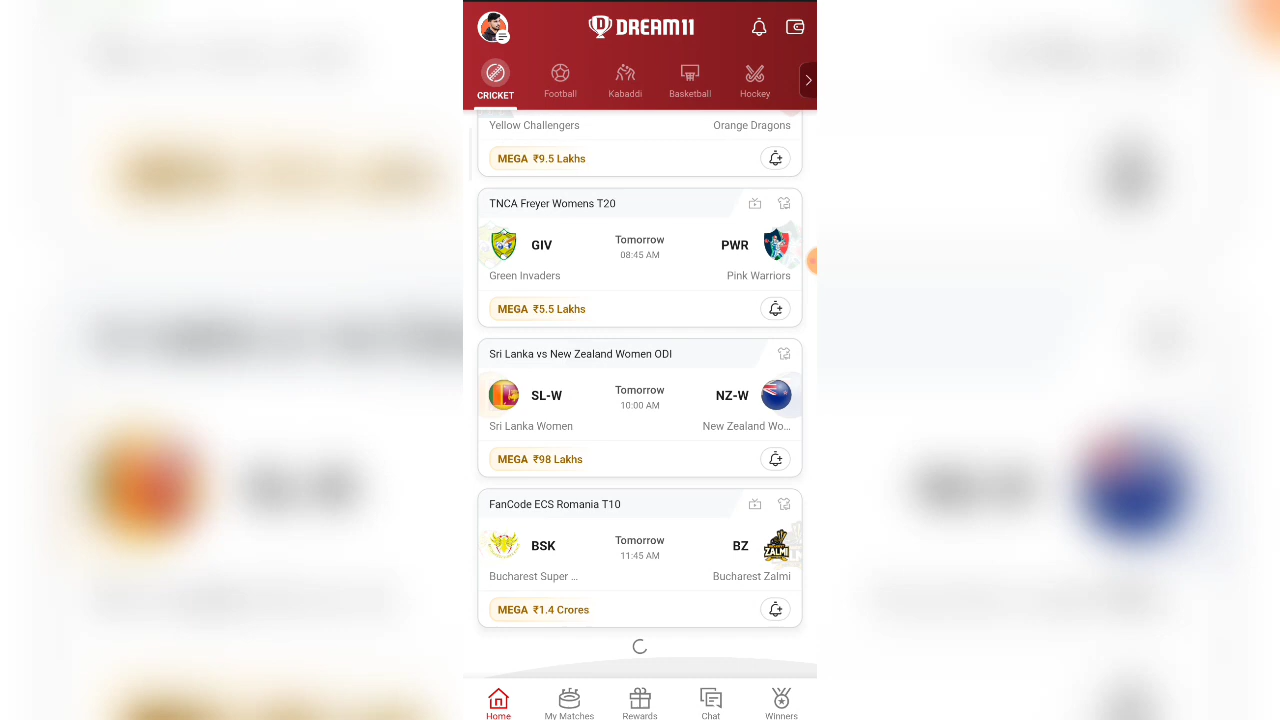 DREAM11
CRICKET Football Kabaddi Basketball Hockey
Yellow Challengers Orange Dragons
MEGA ₹9.5 Lakhs
TNCA Freyer Womens T20
GIV Tomorrow PWR
08:45 AM
Green Invaders Pink Warriors
MEGA ₹5.5 Lakhs
Sri Lanka vs New Zealand Women ODI
SL-W Tomorrow NZ-W
10:00 AM
Sri Lanka Women New Zealand Wo...
MEGA ₹98 Lakhs
FanCode ECS Romania T10
BSK Tomorrow BZ
ZALMI
11:45 AM
Bucharest Super ... Bucharest Zalmi
MEGA ₹1.4 Crores
Home My Matches Rewards Chat Winners